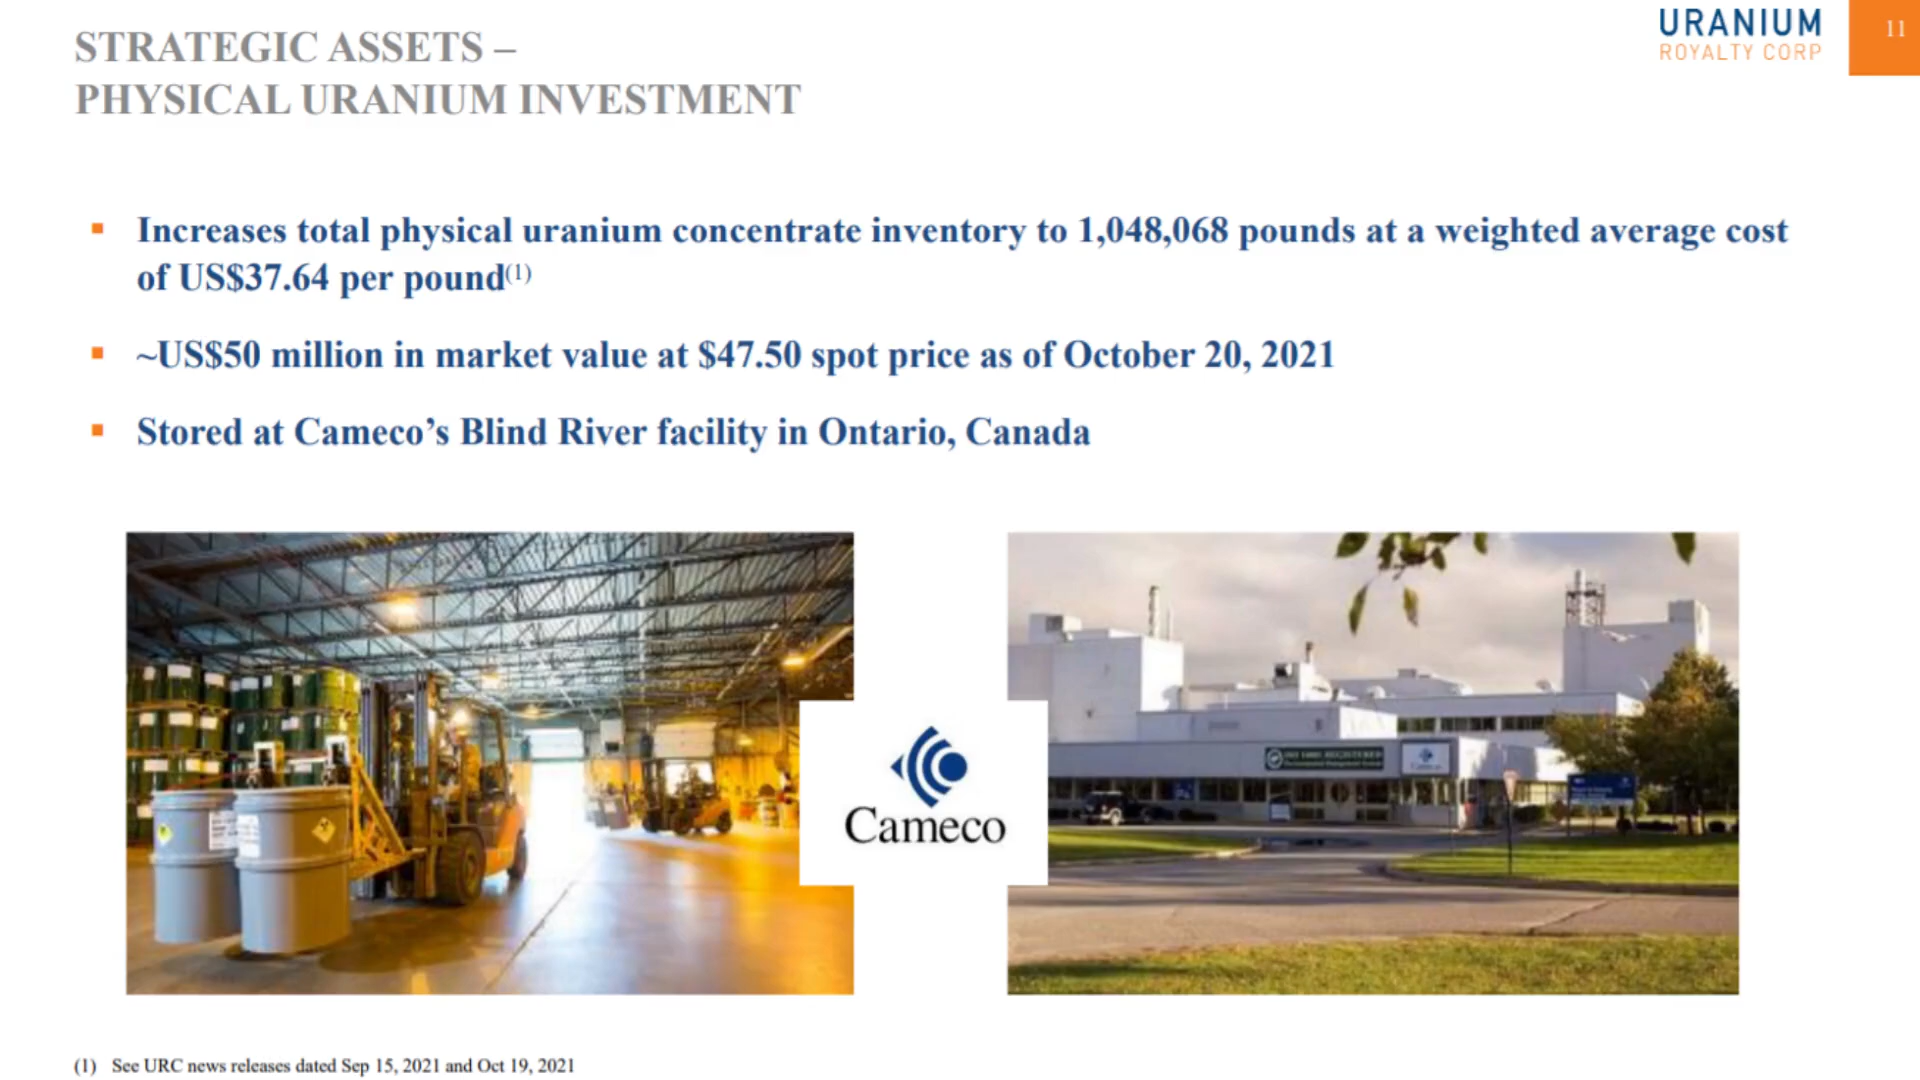 STRATEGIC ASSETS –
PHYSICAL URANIUM INVESTMENT
URANIUM
ROYALTY CORP
11
▪ Increases total physical uranium concentrate inventory to 1,048,068 pounds at a weighted average cost
of US$37.64 per pound(1)
▪ ~US$50 million in market value at $47.50 spot price as of October 20, 2021
▪ Stored at Cameco’s Blind River facility in Ontario, Canada
Cameco
(1) See URC news releases dated Sep 15, 2021 and Oct 19, 2021